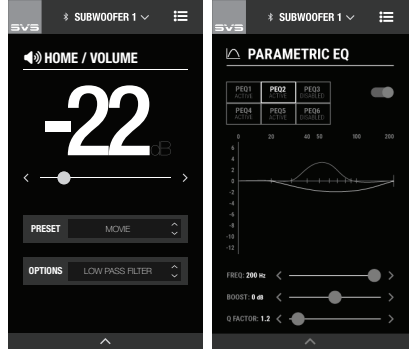 SVS
SUBWOOFER 1
HOME / VOLUME
-22
dB
PRESET MOVIE
OPTIONS LOW PASS FILTER
SVS
SUBWOOFER 1
PARAMETRIC EQ
PEQ1 PEQ2 PEQ3
ACTIVE ACTIVE DISABLED
PEQ4 PEQ5 PEQ6
ACTIVE ACTIVE DISABLED
0 20 40 50 100 200
6
4
2
0
-2
-4
-6
-8
-10
-12
FREQ: 200 Hz
BOOST: 0 dB
Q FACTOR: 1.2